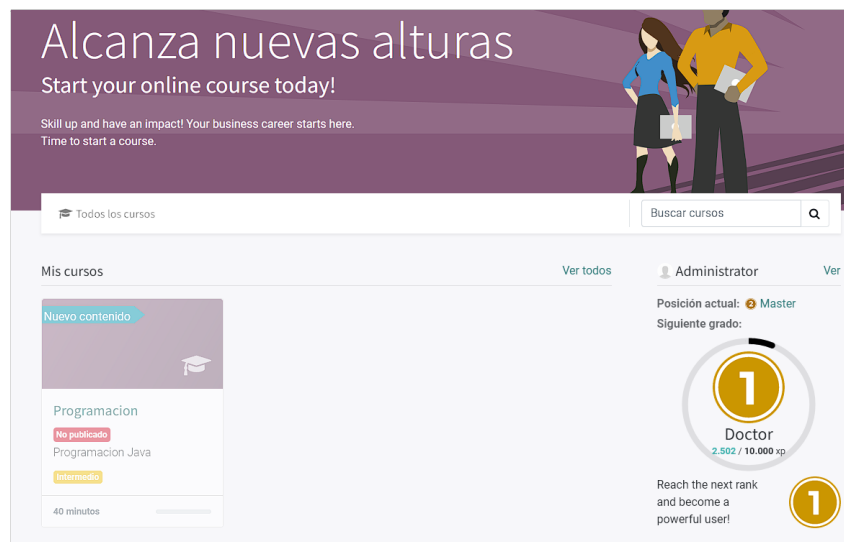 Alcanza nuevas alturas
Start your online course today!
Skill up and have an impact! Your business career starts here.
Time to start a course.
Todos los cursos
Buscar cursos
Mis cursos
Ver todos
Nuevo contenido
Programacion
No publicado
Programacion Java
Intermedio
40 minutos
Administrator
Ver
Posición actual: 2 Master
Siguiente grado:
1
Doctor
2.502 / 10.000 xp
Reach the next rank
and become a
powerful user!
1